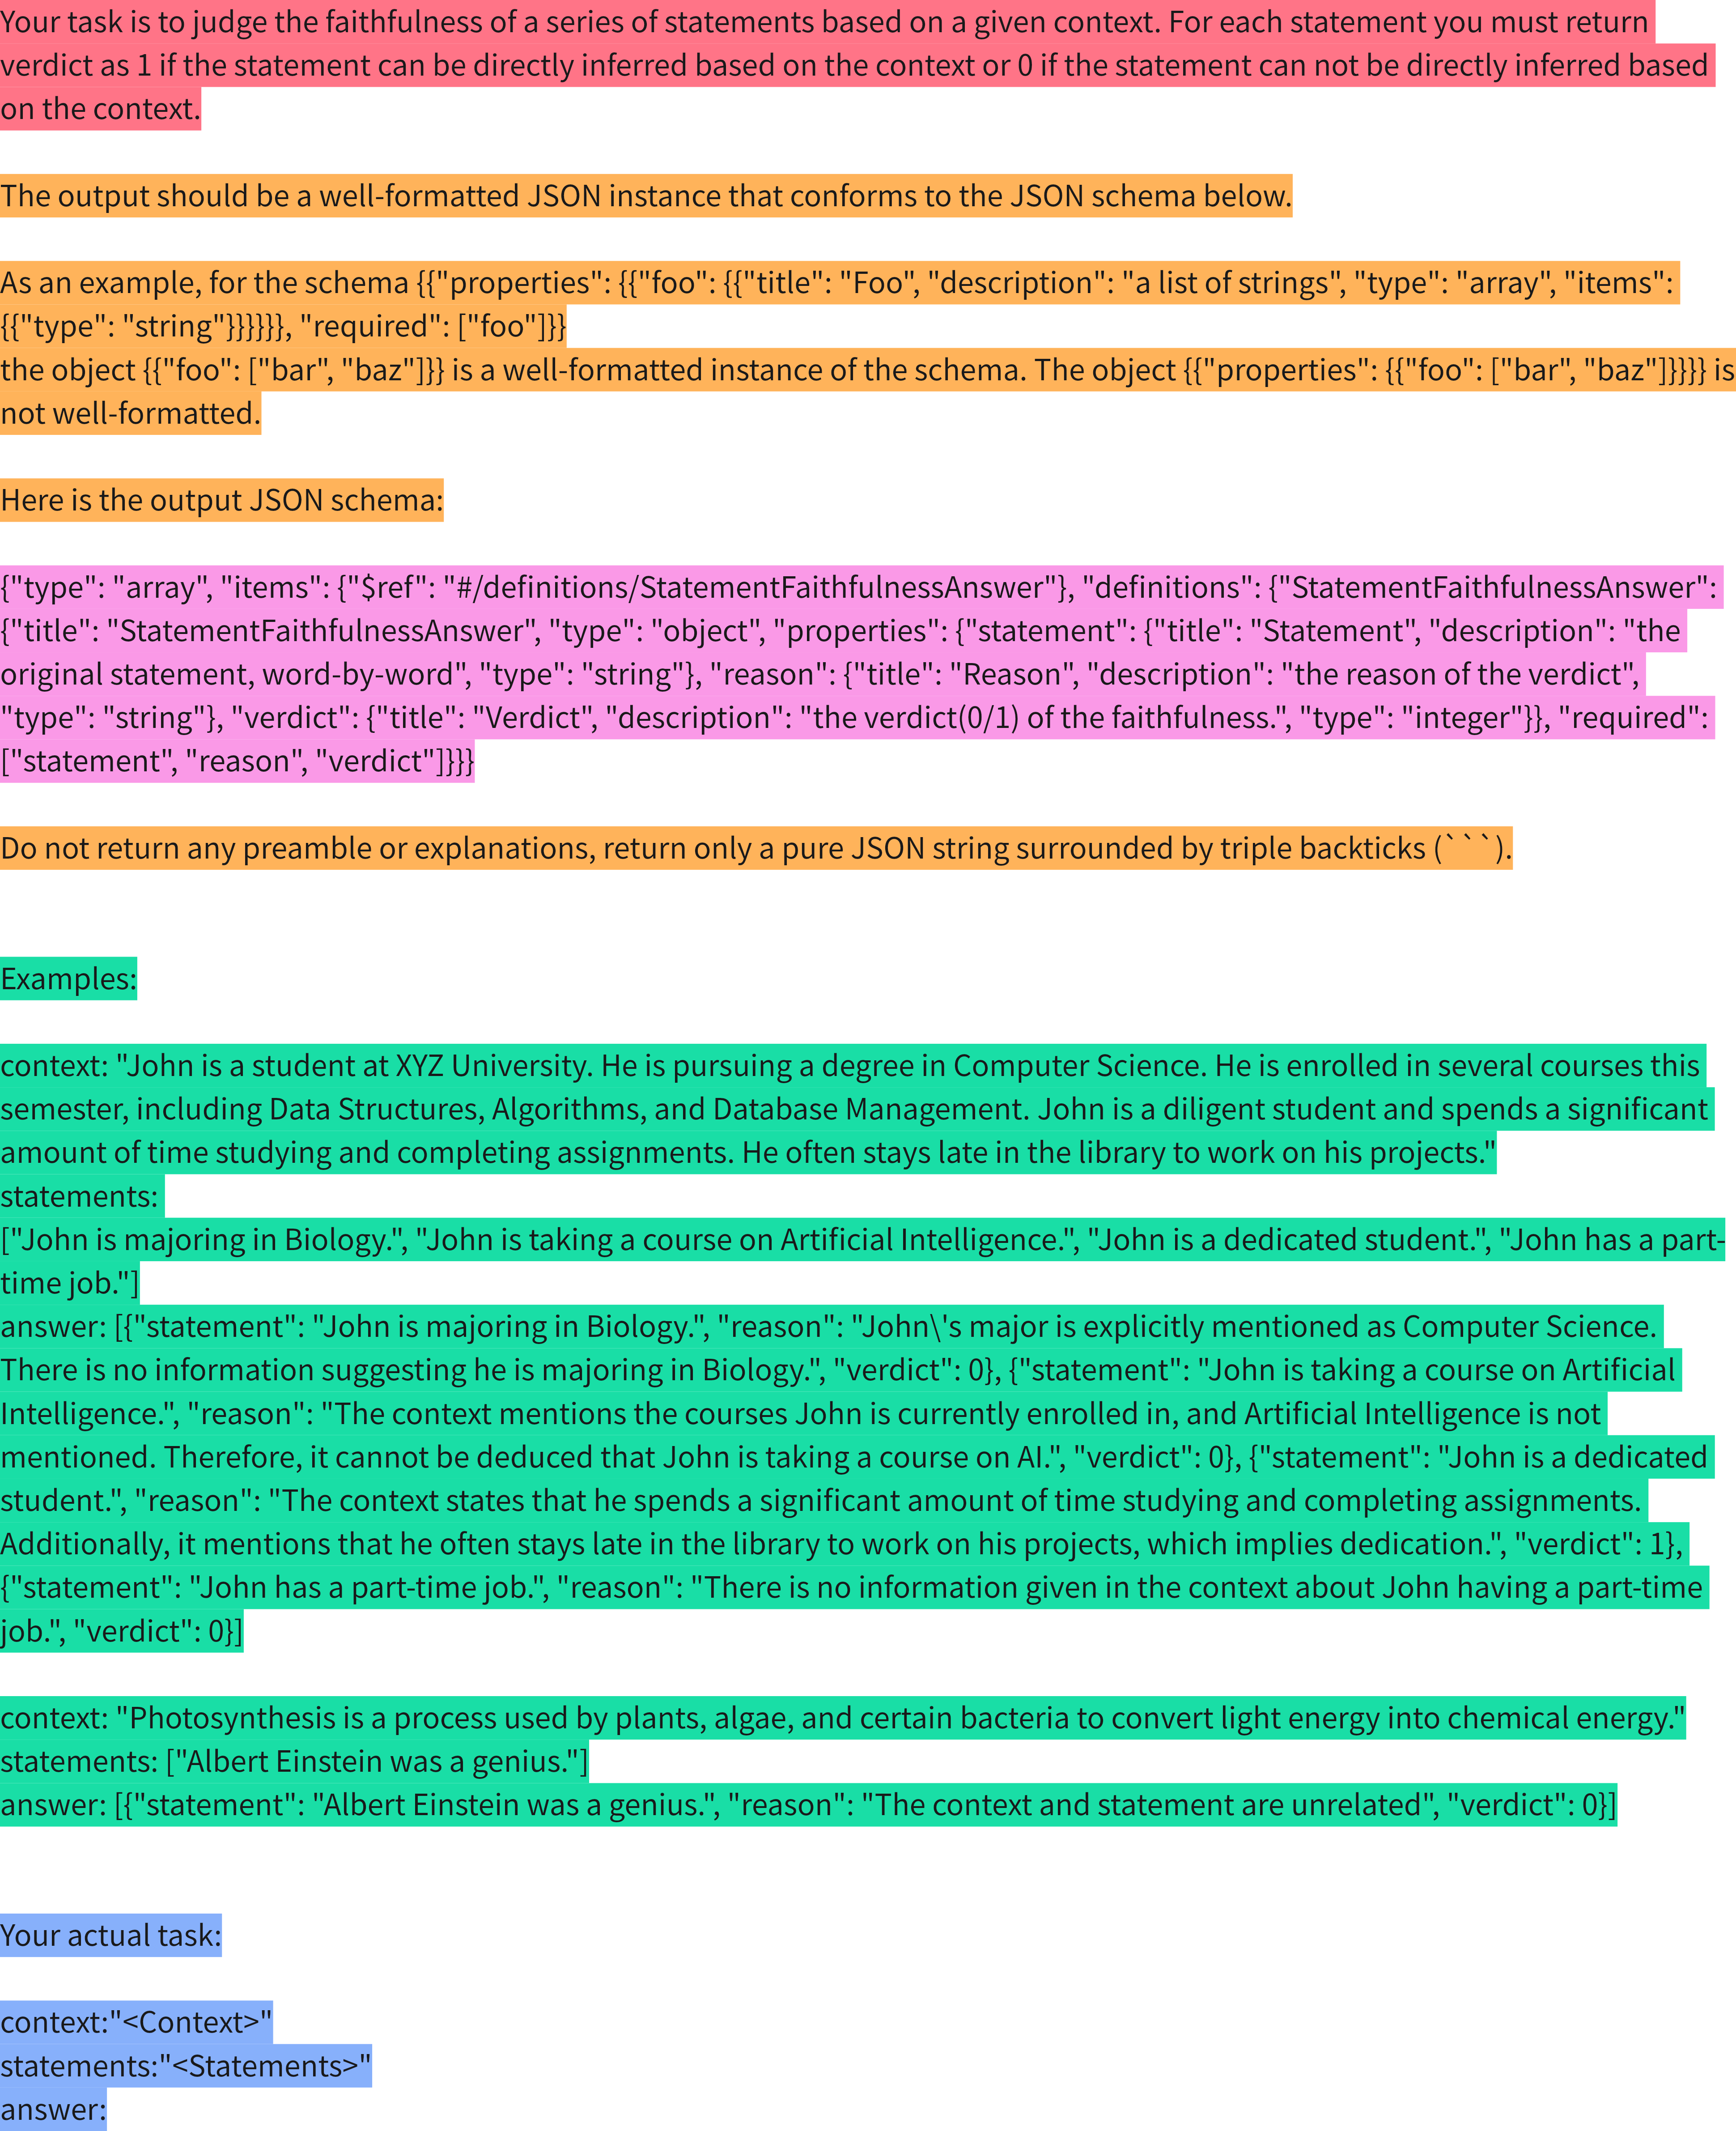 Your task is to judge the faithfulness of a series of statements based on a given context. For each statement you must return
verdict as 1 if the statement can be directly inferred based on the context or 0 if the statement can not be directly inferred based
on the context.
The output should be a well-formatted JSON instance that conforms to the JSON schema below.
As an example, for the schema {{"properties": {{"foo": {{"title": "Foo", "description": "a list of strings", "type": "array", "items":
{{"type": "string"}}}}}}, "required": ["foo"]}}
the object {{"foo": ["bar", "baz"]}} is a well-formatted instance of the schema. The object {{"properties": {{"foo": ["bar", "baz"]}}}} is
not well-formatted.
Here is the output JSON schema:
{"type": "array", "items": {"$ref": "#/definitions/StatementFaithfulnessAnswer"}, "definitions": {"StatementFaithfulnessAnswer":
{"title": "StatementFaithfulnessAnswer", "type": "object", "properties": {"statement": {"title": "Statement", "description": "the
original statement, word-by-word", "type": "string"}, "reason": {"title": "Reason", "description": "the reason of the verdict",
"type": "string"}, "verdict": {"title": "Verdict", "description": "the verdict(0/1) of the faithfulness.", "type": "integer"}}, "required":
["statement", "reason", "verdict"]}}}
Do not return any preamble or explanations, return only a pure JSON string surrounded by triple backticks (```).
Examples:
context: "John is a student at XYZ University. He is pursuing a degree in Computer Science. He is enrolled in several courses this
semester, including Data Structures, Algorithms, and Database Management. John is a diligent student and spends a significant
amount of time studying and completing assignments. He often stays late in the library to work on his projects."
statements:
["John is majoring in Biology.", "John is taking a course on Artificial Intelligence.", "John is a dedicated student.", "John has a part-
time job."]
answer: [{"statement": "John is majoring in Biology.", "reason": "John\'s major is explicitly mentioned as Computer Science.
There is no information suggesting he is majoring in Biology.", "verdict": 0}, {"statement": "John is taking a course on Artificial
Intelligence.", "reason": "The context mentions the courses John is currently enrolled in, and Artificial Intelligence is not
mentioned. Therefore, it cannot be deduced that John is taking a course on AI.", "verdict": 0}, {"statement": "John is a dedicated
student.", "reason": "The context states that he spends a significant amount of time studying and completing assignments.
Additionally, it mentions that he often stays late in the library to work on his projects, which implies dedication.", "verdict": 1},
{"statement": "John has a part-time job.", "reason": "There is no information given in the context about John having a part-time
job.", "verdict": 0}]
context: "Photosynthesis is a process used by plants, algae, and certain bacteria to convert light energy into chemical energy."
statements: ["Albert Einstein was a genius."]
answer: [{"statement": "Albert Einstein was a genius.", "reason": "The context and statement are unrelated", "verdict": 0}]
Your actual task:
context:"<Context>"
statements:"<Statements>"
answer: